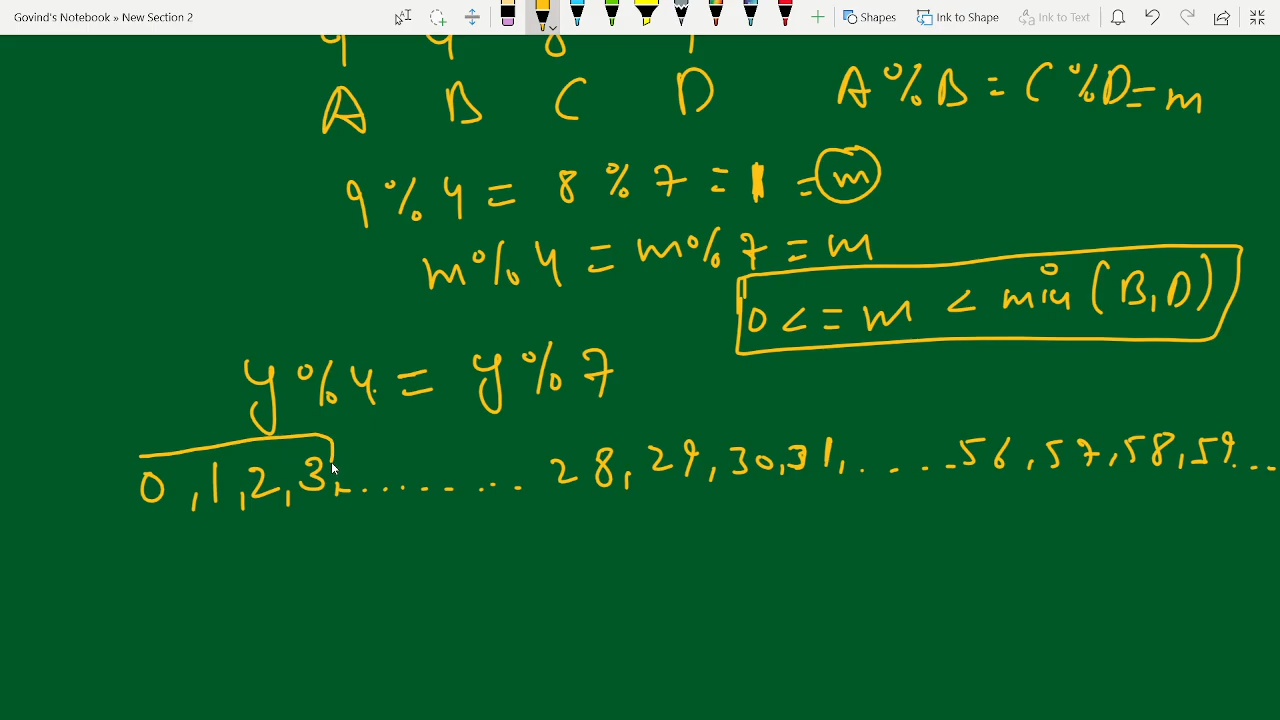 Govind's Notebook » New Section 2
Shapes
Ink to Shape
Ink to Text
A B C D
A % B = C % D = m
9 % 4 = 8 % 7 = 1 = m
m % 4 = m % 7 = m
0 < = m < min (B, D)
y % 4 = y % 7
0, 1, 2, 3, ........ 28, 29, 30, 31, ..... 56, 57, 58, 59...